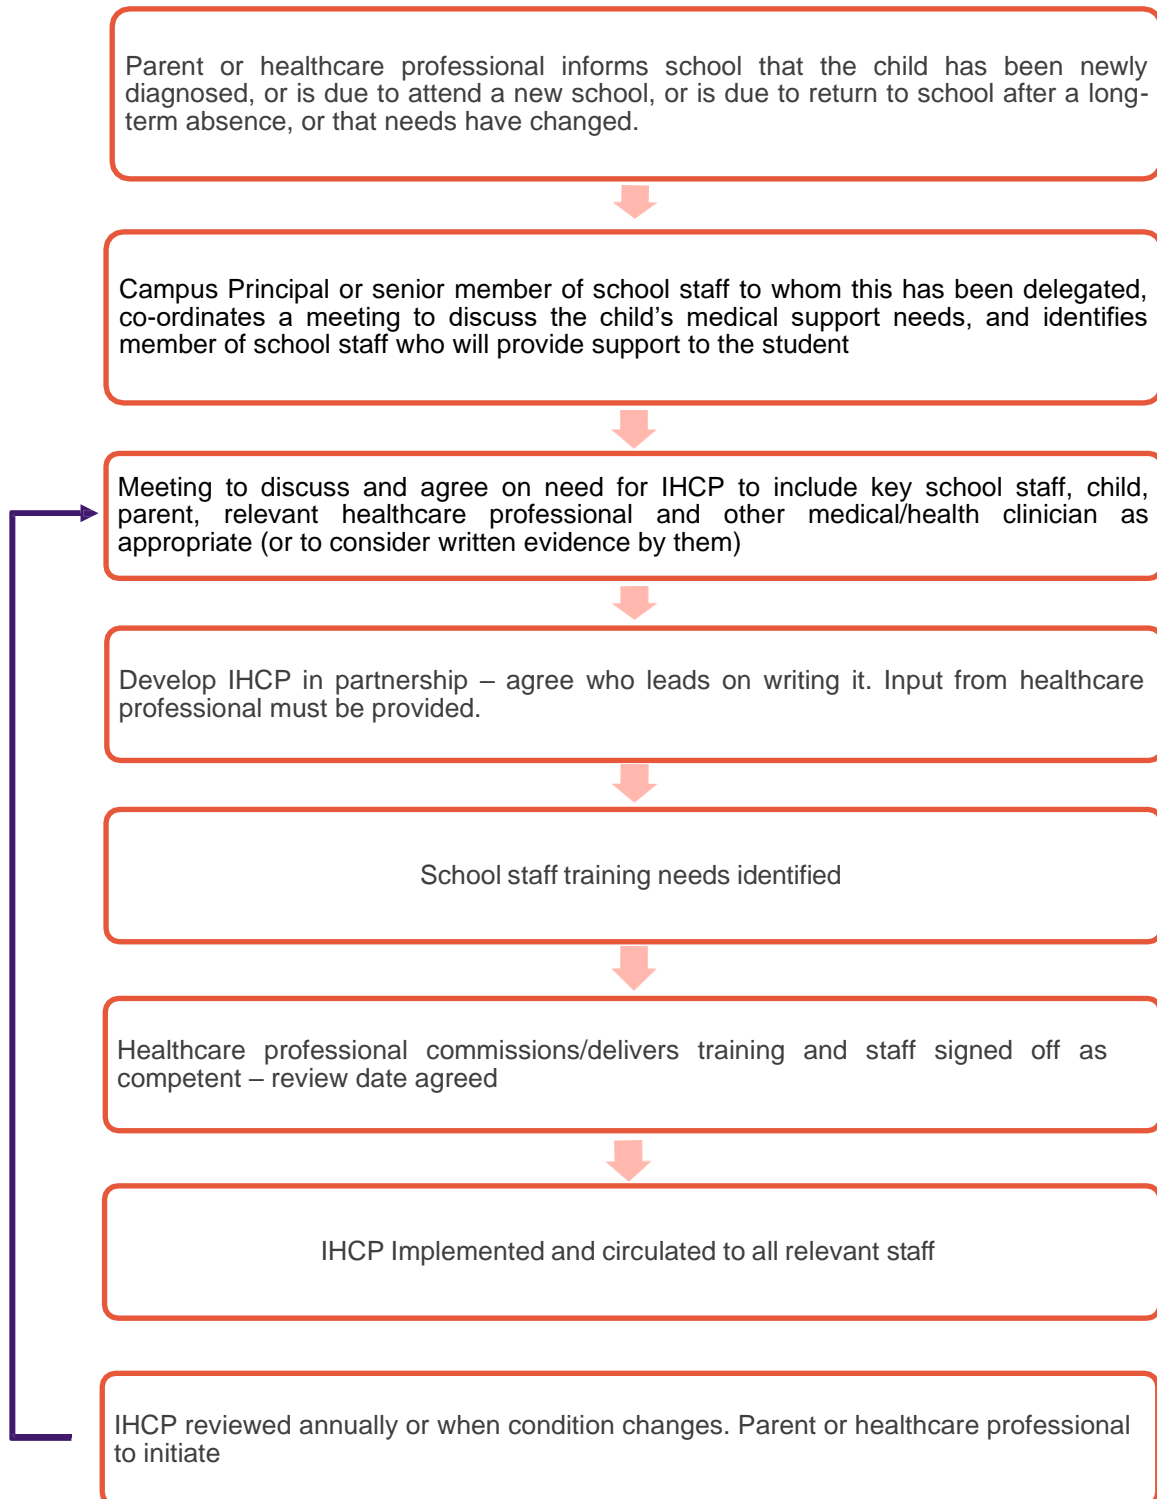 Parent or healthcare professional informs school that the child has been newly
diagnosed, or is due to attend a new school, or is due to return to school after a long-
term absence, or that needs have changed.
Campus Principal or senior member of school staff to whom this has been delegated,
co-ordinates a meeting to discuss the child’s medical support needs, and identifies
member of school staff who will provide support to the student
Meeting to discuss and agree on need for IHCP to include key school staff, child,
parent, relevant healthcare professional and other medical/health clinician as
appropriate (or to consider written evidence by them)
Develop IHCP in partnership – agree who leads on writing it. Input from healthcare
professional must be provided.
School staff training needs identified
Healthcare professional commissions/delivers training and staff signed off as
competent – review date agreed
IHCP Implemented and circulated to all relevant staff
IHCP reviewed annually or when condition changes. Parent or healthcare professional
to initiate